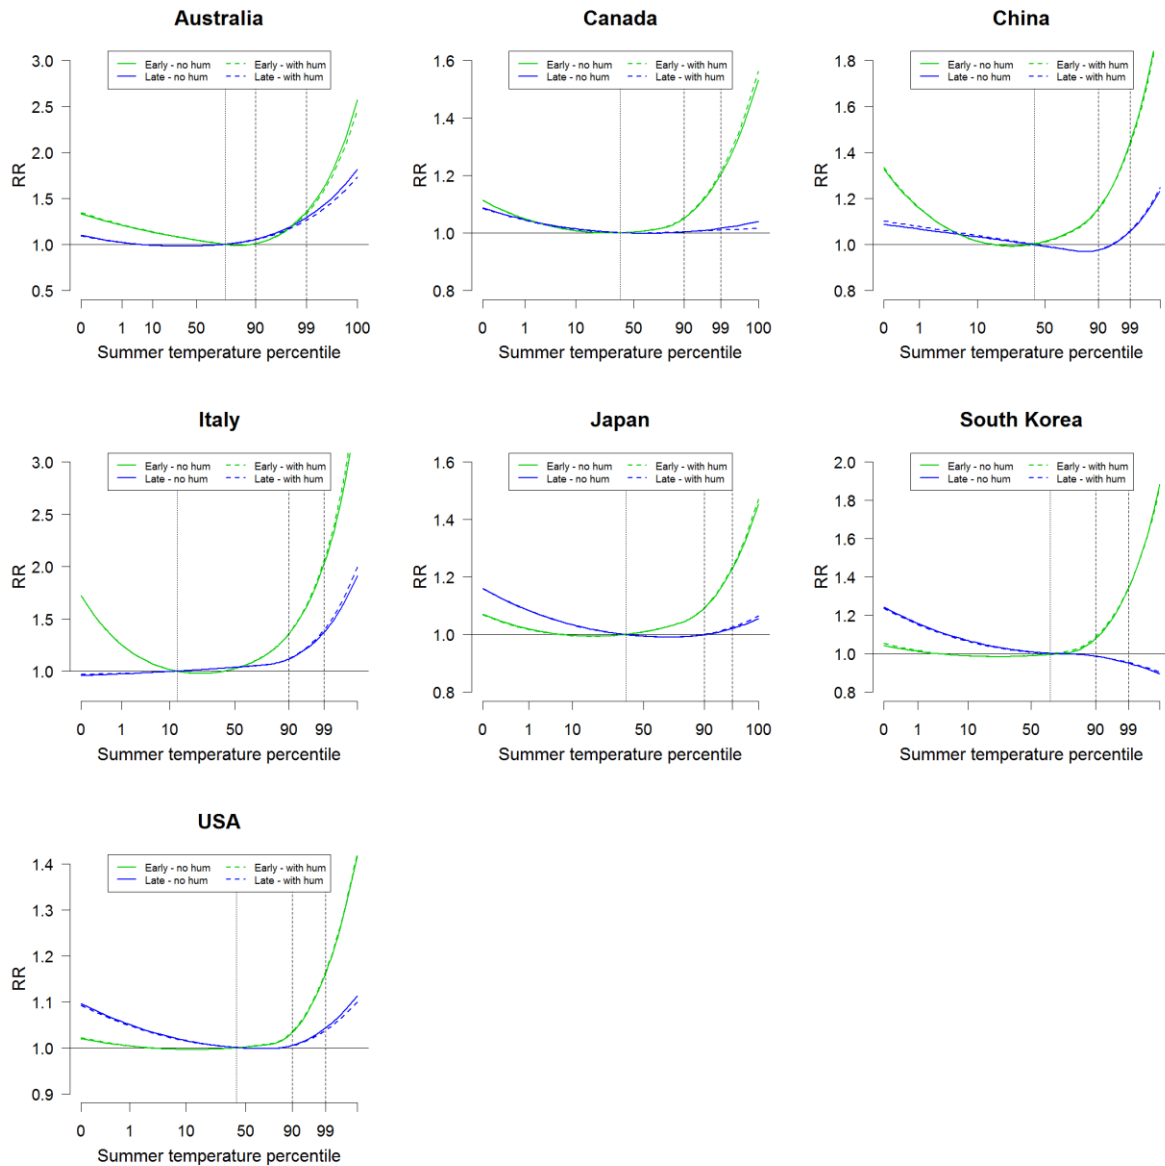 Australia
Early - no hum Early - with hum
Late - no hum Late - with hum
3.0
2.5
2.0
1.5
1.0
0.5
RR
0 1 10 50 90 99 100
Summer temperature percentile
Canada
Early - no hum Early - with hum
Late - no hum Late - with hum
1.6
1.4
1.2
1.0
0.8
RR
0 1 10 50 90 99 100
Summer temperature percentile
China
Early - no hum Early - with hum
Late - no hum Late - with hum
1.8
1.6
1.4
1.2
1.0
0.8
RR
0 1 10 50 90 99
Summer temperature percentile
Italy
Early - no hum Early - with hum
Late - no hum Late - with hum
3.0
2.5
2.0
1.5
1.0
RR
0 1 10 50 90 99
Summer temperature percentile
Japan
Early - no hum Early - with hum
Late - no hum Late - with hum
1.6
1.4
1.2
1.0
0.8
RR
0 1 10 50 90 100
Summer temperature percentile
South Korea
Early - no hum Early - with hum
Late - no hum Late - with hum
2.0
1.8
1.6
1.4
1.2
1.0
0.8
RR
0 1 10 50 90 99
Summer temperature percentile
USA
Early - no hum Early - with hum
Late - no hum Late - with hum
1.4
1.3
1.2
1.1
1.0
0.9
RR
0 1 10 50 90 99
Summer temperature percentile